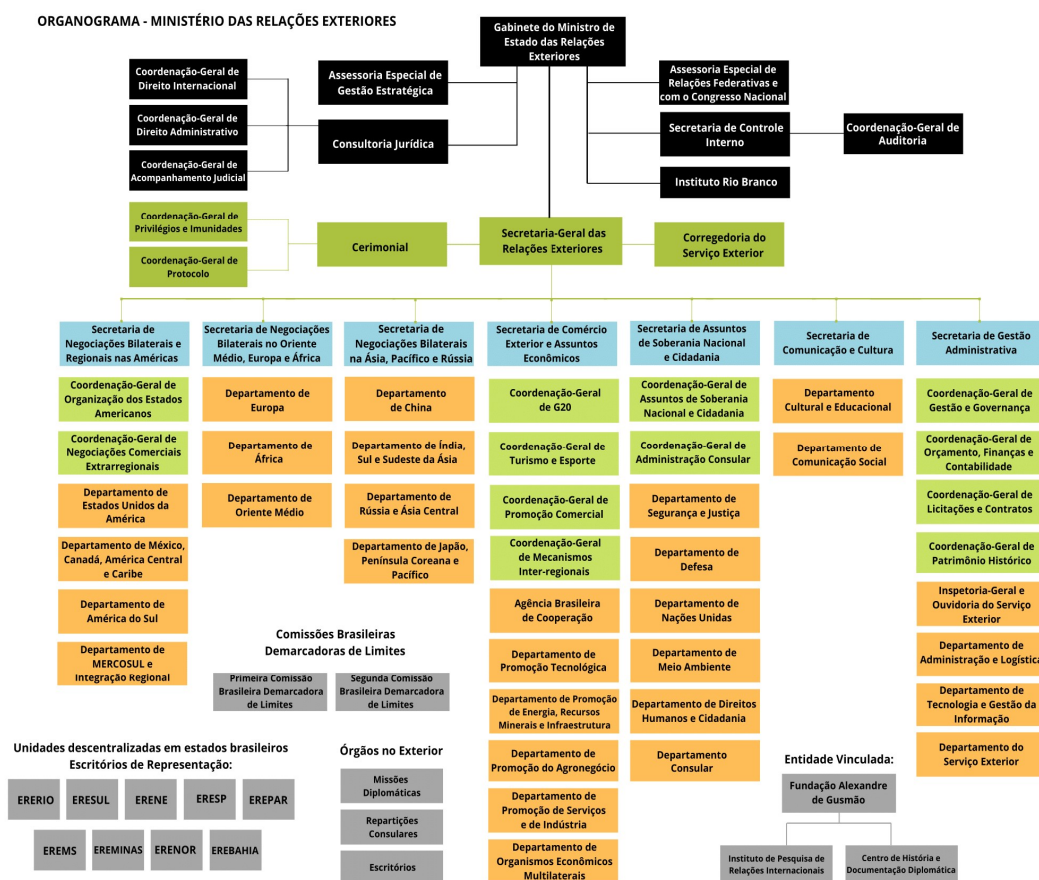 ORGANOGRAMA - MINISTÉRIO DAS RELAÇÕES EXTERIORES
Gabinete do Ministro de
Estado das Relações
Exteriores
Coordenação-Geral de
Direito Internacional
Coordenação-Geral de
Direito Administrativo
Coordenação-Geral de
Acompanhamento Judicial
Assessoria Especial de
Gestão Estratégica
Consultoria Jurídica
Assessoria Especial de
Relações Federativas e
com o Congresso Nacional
Secretaria de Controle
Interno
Coordenação-Geral de
Auditoria
Instituto Rio Branco
Coordenação-Geral de
Privilégios e Imunidades
Coordenação-Geral de
Protocolo
Cerimonial
Secretaria-Geral das
Relações Exteriores
Corregedoria do
Serviço Exterior
Secretaria de
Negociações Bilaterais e
Regionais nas Américas
Coordenação-Geral de
Organização dos Estados
Americanos
Coordenação-Geral de
Negociações Comerciais
Extrarregionais
Departamento de
Estados Unidos da
América
Departamento de México,
Canadá, América Central
e Caribe
Departamento de
América do Sul
Departamento de
MERCOSUL e
Integração Regional
Secretaria de Negociações
Bilaterais no Oriente
Médio, Europa e África
Departamento de
Europa
Departamento de
África
Departamento de
Oriente Médio
Secretaria de
Negociações Bilaterais
na Ásia, Pacífico e Rússia
Departamento
de China
Departamento de Índia,
Sul e Sudeste da Ásia
Departamento de
Rússia e Ásia Central
Departamento de Japão,
Península Coreana e
Pacífico
Secretaria de Comércio
Exterior e Assuntos
Econômicos
Coordenação-Geral
de G20
Coordenação-Geral de
Turismo e Esporte
Coordenação-Geral de
Promoção Comercial
Coordenação-Geral
de Mecanismos
Inter-regionais
Agência Brasileira
de Cooperação
Departamento de
Promoção Tecnológica
Departamento de Promoção
de Energia, Recursos
Minerais e Infraestrutura
Departamento de
Promoção do Agronegócio
Departamento de
Promoção de Serviços
e de Indústria
Departamento de
Organismos Econômicos
Multilaterais
Secretaria de Assuntos
de Soberania Nacional
e Cidadania
Coordenação-Geral de
Assuntos de Soberania
Nacional e Cidadania
Coordenação-Geral de
Administração Consular
Departamento de
Segurança e Justiça
Departamento de
Defesa
Departamento de
Nações Unidas
Departamento de
Meio Ambiente
Departamento de Direitos
Humanos e Cidadania
Departamento
Consular
Secretaria de
Comunicação e Cultura
Departamento
Cultural e Educacional
Departamento de
Comunicação Social
Secretaria de Gestão
Administrativa
Coordenação-Geral de
Gestão e Governança
Coordenação-Geral de
Orçamento, Finanças e
Contabilidade
Coordenação-Geral de
Licitações e Contratos
Coordenação-Geral de
Patrimônio Histórico
Inspetoria-Geral e
Ouvidoria do Serviço
Exterior
Departamento de
Administração e Logística
Departamento de
Tecnologia e Gestão da
Informação
Departamento do
Serviço Exterior
Comissões Brasileiras
Demarcadoras de Limites
Primeira Comissão
Brasileira Demarcadora
de Limites
Segunda Comissão
Brasileira Demarcadora
de Limites
Unidades descentralizadas em estados brasileiros
Escritórios de Representação:
ERERIO
ERESUL
ERENE
ERESP
EREPAR
EREMS
EREMINAS
ERENOR
EREBAHIA
Órgãos no Exterior
Missões
Diplomáticas
Repartições
Consulares
Escritórios
Entidade Vinculada:
Fundação Alexandre
de Gusmão
Instituto de Pesquisa de
Relações Internacionais
Centro de História e
Documentação Diplomática